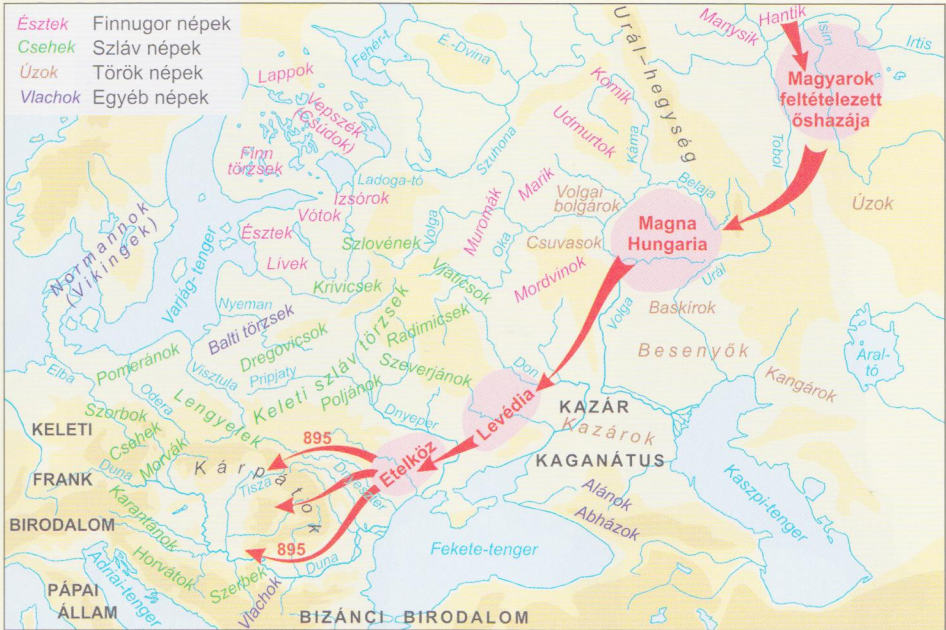 Észtek Finnugor népek
Csehek Szláv népek
Úzok Török népek
Vlachok Egyéb népek
Fehér-t.
É-Dvina
Urál-hegység
Manysik
Hantik
Isim
Irtis
Lappok
Vepszék
(Csúdok)
Finn
törzsek
Komik
Udmurtok
Szuhona
Káma
Magyarok
feltételezett
őshazája
Tobol
Ladoga-tó
Izsórok
Vótok
Észtek
Lívek
Szlovének
Volga
Muromák
Oka
Marik
Volgai
bolgárok
Csuvasok
Mordvinok
Belaja
Magna
Hungaria
Úzok
Normannok
(Vikingek)
Varjág-tenger
Krivicsek
Vjaticsok
Nyeman
Balti törzsek
Dregovicsok
Radimicsek
Keleti szláv törzsek
Szeverjánok
Volga
Urál
Baskírok
Besenyők
Aral-
tó
Kangárok
Pomeránok
Elba
Odera
Visztula
Pripjaty
Lengyelek
Poljánok
Dnyeper
Don
Levédia
KAZÁR
Kazárok
KAGANÁTUS
Szorbok
Csehek
Morvák
KELETI
FRANK
BIRODALOM
Duna
Kárpátok
Tisza
895
Dnyeszter
Etelköz
895
Karantánok
Horvátok
Szerbek
Vlachok
Duna
Fekete-tenger
Alánok
Abházok
Kaszpi-tenger
Adriai-tenger
PÁPAI
ÁLLAM
BIZÁNCI BIRODALOM